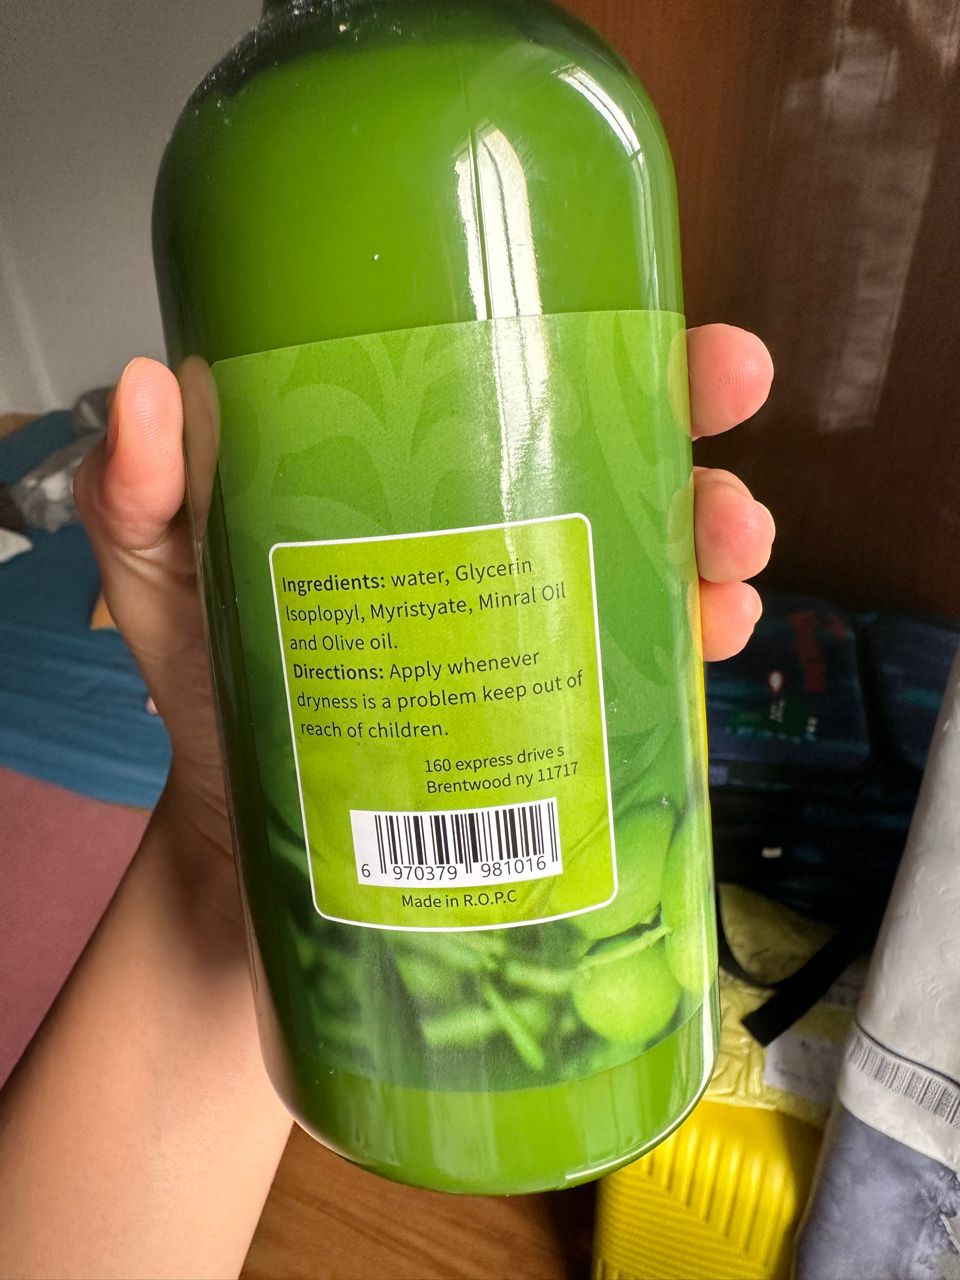 Ingredients: water, Glycerin
Isoplopyl, Myristyate, Minral Oil
and Olive oil.
Directions: Apply whenever
dryness is a problem keep out of
reach of children.
160 express drive s
Brentwood ny 11717
6 970379 981016
Made in R.O.P.C